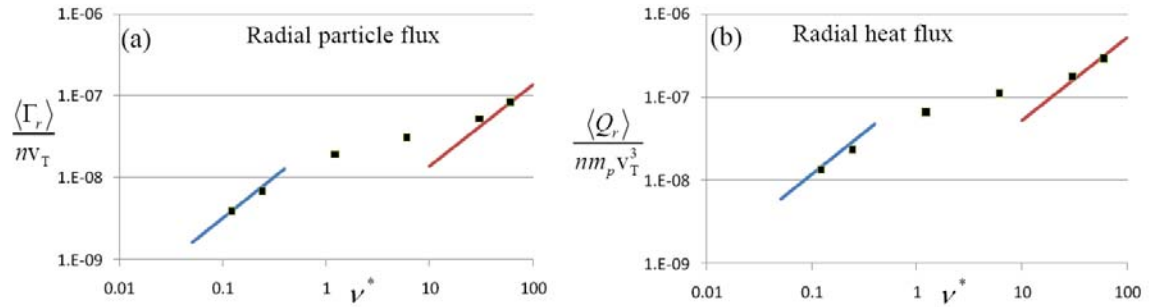 1.E-06
(a) Radial particle flux
1.E-07
⟨Γr⟩
nvT
1.E-08
1.E-09
0.01 0.1 1 10 100
ν*
1.E-06
(b) Radial heat flux
1.E-07
⟨Qr⟩
nmpvT3
1.E-08
1.E-09
0.01 0.1 1 10 100
ν*